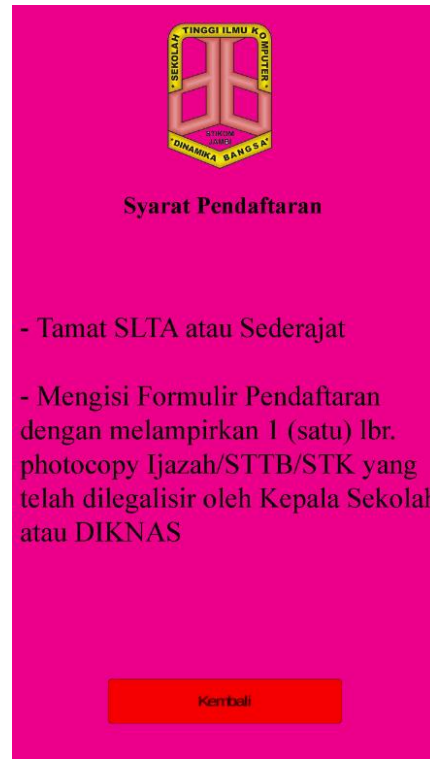 SEKOLAH TINGGI ILMU KOMPUTER
STIKOM
JAMBI
*DINAMIKA BANGSA*
Syarat Pendaftaran
- Tamat SLTA atau Sederajat
- Mengisi Formulir Pendaftaran
dengan melampirkan 1 (satu) lbr.
photocopy Ijazah/STTB/STK yang
telah dilegalisir oleh Kepala Sekolah
atau DIKNAS
Kembali